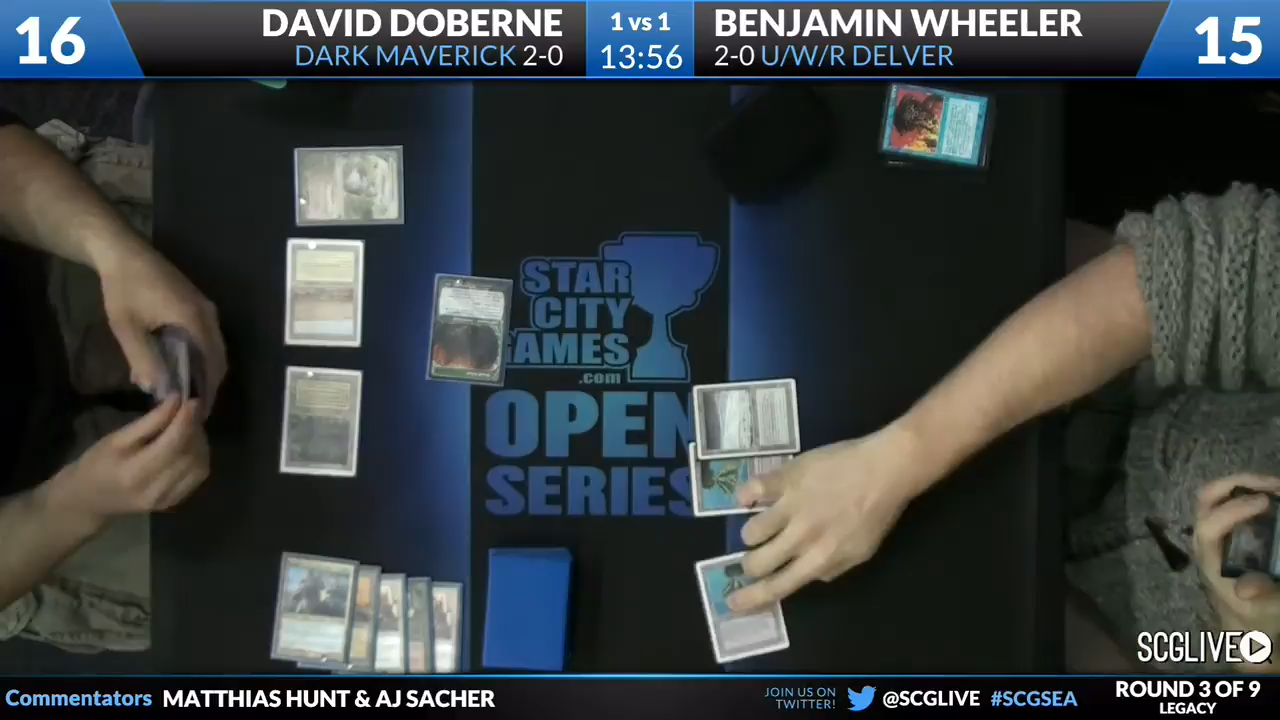 16
DAVID DOBERNE
DARK MAVERICK 2-0
1 vs 1
13:56
BENJAMIN WHEELER
2-0 U/W/R DELVER
15
STAR
CITY
GAMES
.com
OPEN
SERIES
SCGLIVE
Commentators MATTHIAS HUNT & AJ SACHER
JOIN US ON
TWITTER!
@SCGLIVE #SCGSEA
ROUND 3 OF 9
LEGACY